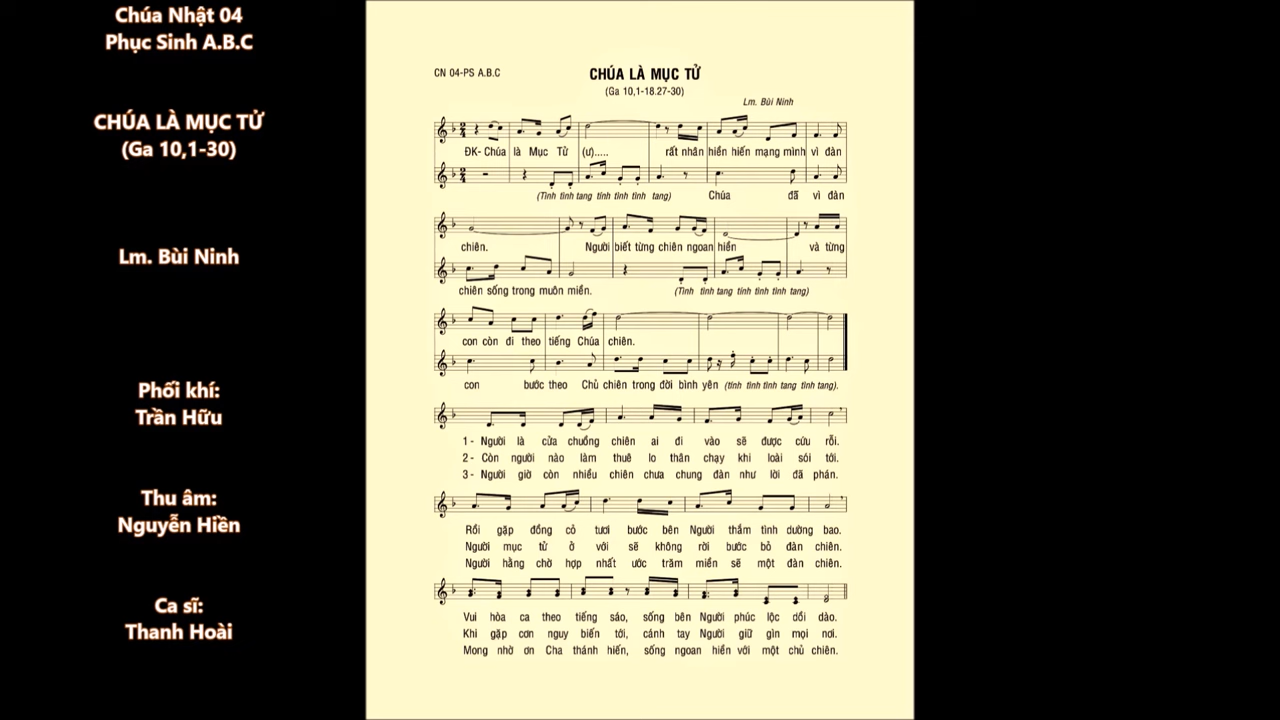 Chúa Nhật 04
Phục Sinh A.B.C
CHÚA LÀ MỤC TỬ
(Ga 10,1-30)
Lm. Bùi Ninh
Phối khí:
Trần Hữu
Thu âm:
Nguyễn Hiền
Ca sĩ:
Thanh Hoài
CN 04-PS A.B.C
CHÚA LÀ MỤC TỬ
(Ga 10,1-18.27-30)
Lm. Bùi Ninh
ĐK- Chúa là Mục Tử (ư)..... rất nhân hiền hiến mạng mình vì đàn
(Tình tình tang tính tình tình tang) Chúa đã vì đàn
chiên. Người biết từng chiên ngoan hiền và từng
chiên sống trong muôn miền. (Tình tình tang tính tình tình tang)
con còn đi theo tiếng Chúa chiên.
con bước theo Chủ chiên trong đời bình yên (tính tình tình tang tình tang).
1- Người là cửa chuồng chiên ai đi vào sẽ được cứu rỗi.
2- Còn người nào làm thuê lo thân chạy khi loài sói tới.
3- Người giờ còn nhiều chiên chưa chung đàn như lời đã phán.
Rồi gặp đồng cỏ tươi bước bên Người thắm tình dường bao.
Người mục tử ở với sẽ không rời bước bỏ đàn chiên.
Người hằng chờ hợp nhất ước trăm miền sẽ một đàn chiên.
Vui hòa ca theo tiếng sáo, sống bên Người phúc lộc dồi dào.
Khi gặp cơn nguy biến tới, cánh tay Người giữ gìn mọi nơi.
Mong nhờ ơn Cha thánh hiến, sống ngoan hiền với một chủ chiên.